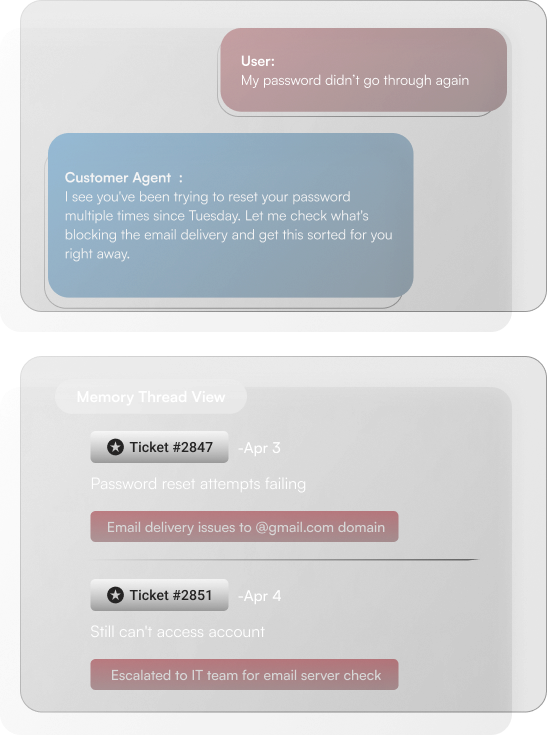 User:
My password didn’t go through again
Customer Agent  :
I see you've been trying to reset your password
multiple times since Tuesday. Let me check what's
blocking the email delivery and get this sorted for you
right away.
Memory Thread View
Ticket #2847 -Apr 3
Password reset attempts failing
Email delivery issues to @gmail.com domain
Ticket #2851 -Apr 4
Still can't access account
Escalated to IT team for email server check